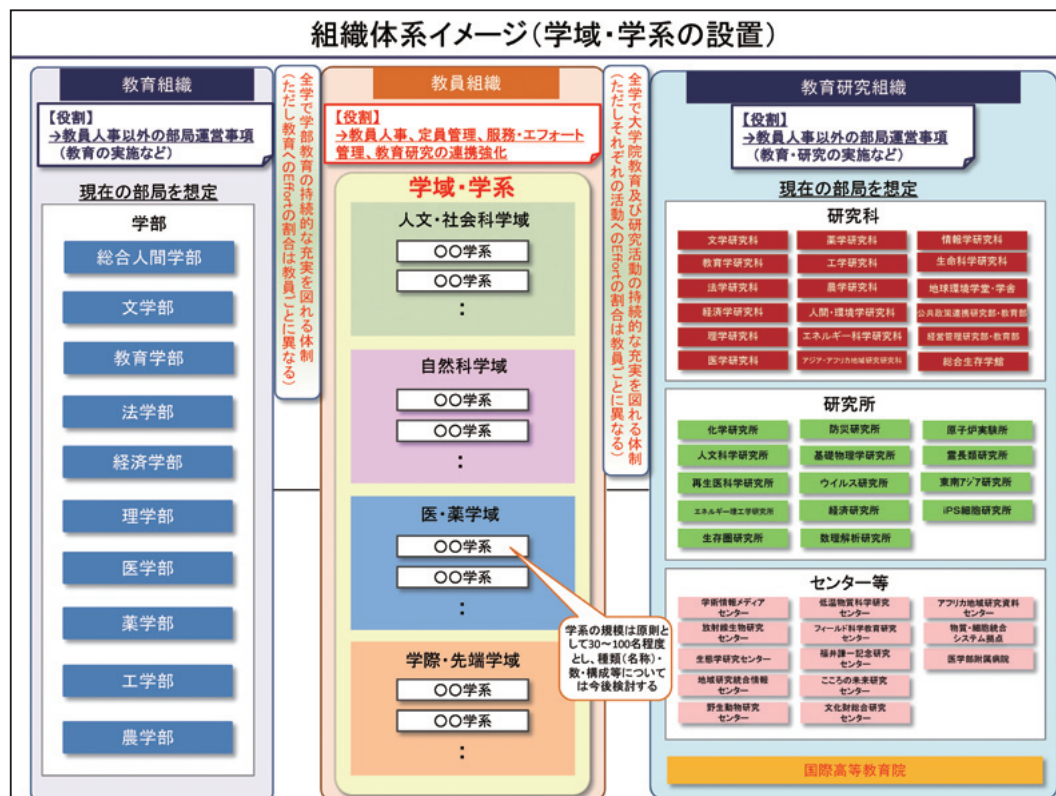 組織体系イメージ(学域・学系の設置)
教育組織
【役割】
→教員人事以外の部局運営事項
(教育の実施など)
現在の部局を想定
学部
総合人間学部
文学部
教育学部
法学部
経済学部
理学部
医学部
薬学部
工学部
農学部
全学で学部教育の持続的な充実を図れる体制
(ただし教育へのEffortの割合は教員ごとに異なる)
教員組織
【役割】
→教員人事、定員管理、服務・エフォート
管理、教育研究の連携強化
学域・学系
人文・社会科学域
〇〇学系
〇〇学系
:
自然科学域
〇〇学系
〇〇学系
:
医・薬学域
〇〇学系
〇〇学系
:
学際・先端学域
〇〇学系
〇〇学系
:
学系の規模は原則と
して30~100名程度
とし、種類(名称)・
数・構成等について
は今後検討する
全学で大学院教育及び研究活動の持続的な充実を図れる体制
(ただしそれぞれの活動へのEffortの割合は教員ごとに異なる)
教育研究組織
【役割】
→教員人事以外の部局運営事項
(教育・研究の実施など)
現在の部局を想定
研究科
文学研究科
薬学研究科
情報学研究科
教育学研究科
工学研究科
生命科学研究科
法学研究科
農学研究科
地球環境学堂・学舎
経済学研究科
人間・環境学研究科
公共政策連携研究部・教育部
理学研究科
エネルギー科学研究科
経営管理研究部・教育部
医学研究科
アジア・アフリカ地域研究研究科
総合生存学館
研究所
化学研究所
防災研究所
原子炉実験所
人文科学研究所
基礎物理学研究所
霊長類研究所
再生医科学研究所
ウイルス研究所
東南アジア研究所
エネルギー理工学研究所
経済研究所
iPS細胞研究所
生存圏研究所
数理解析研究所
センター等
学術情報メディア
センター
低温物質科学研究
センター
アフリカ地域研究資料
センター
放射線生物研究
センター
フィールド科学教育研究
センター
物質-細胞統合
システム拠点
生態学研究センター
福井謙一記念研究
センター
医学部附属病院
地域研究統合情報
センター
こころの未来研究
センター
野生動物研究
センター
文化財総合研究
センター
国際高等教育院